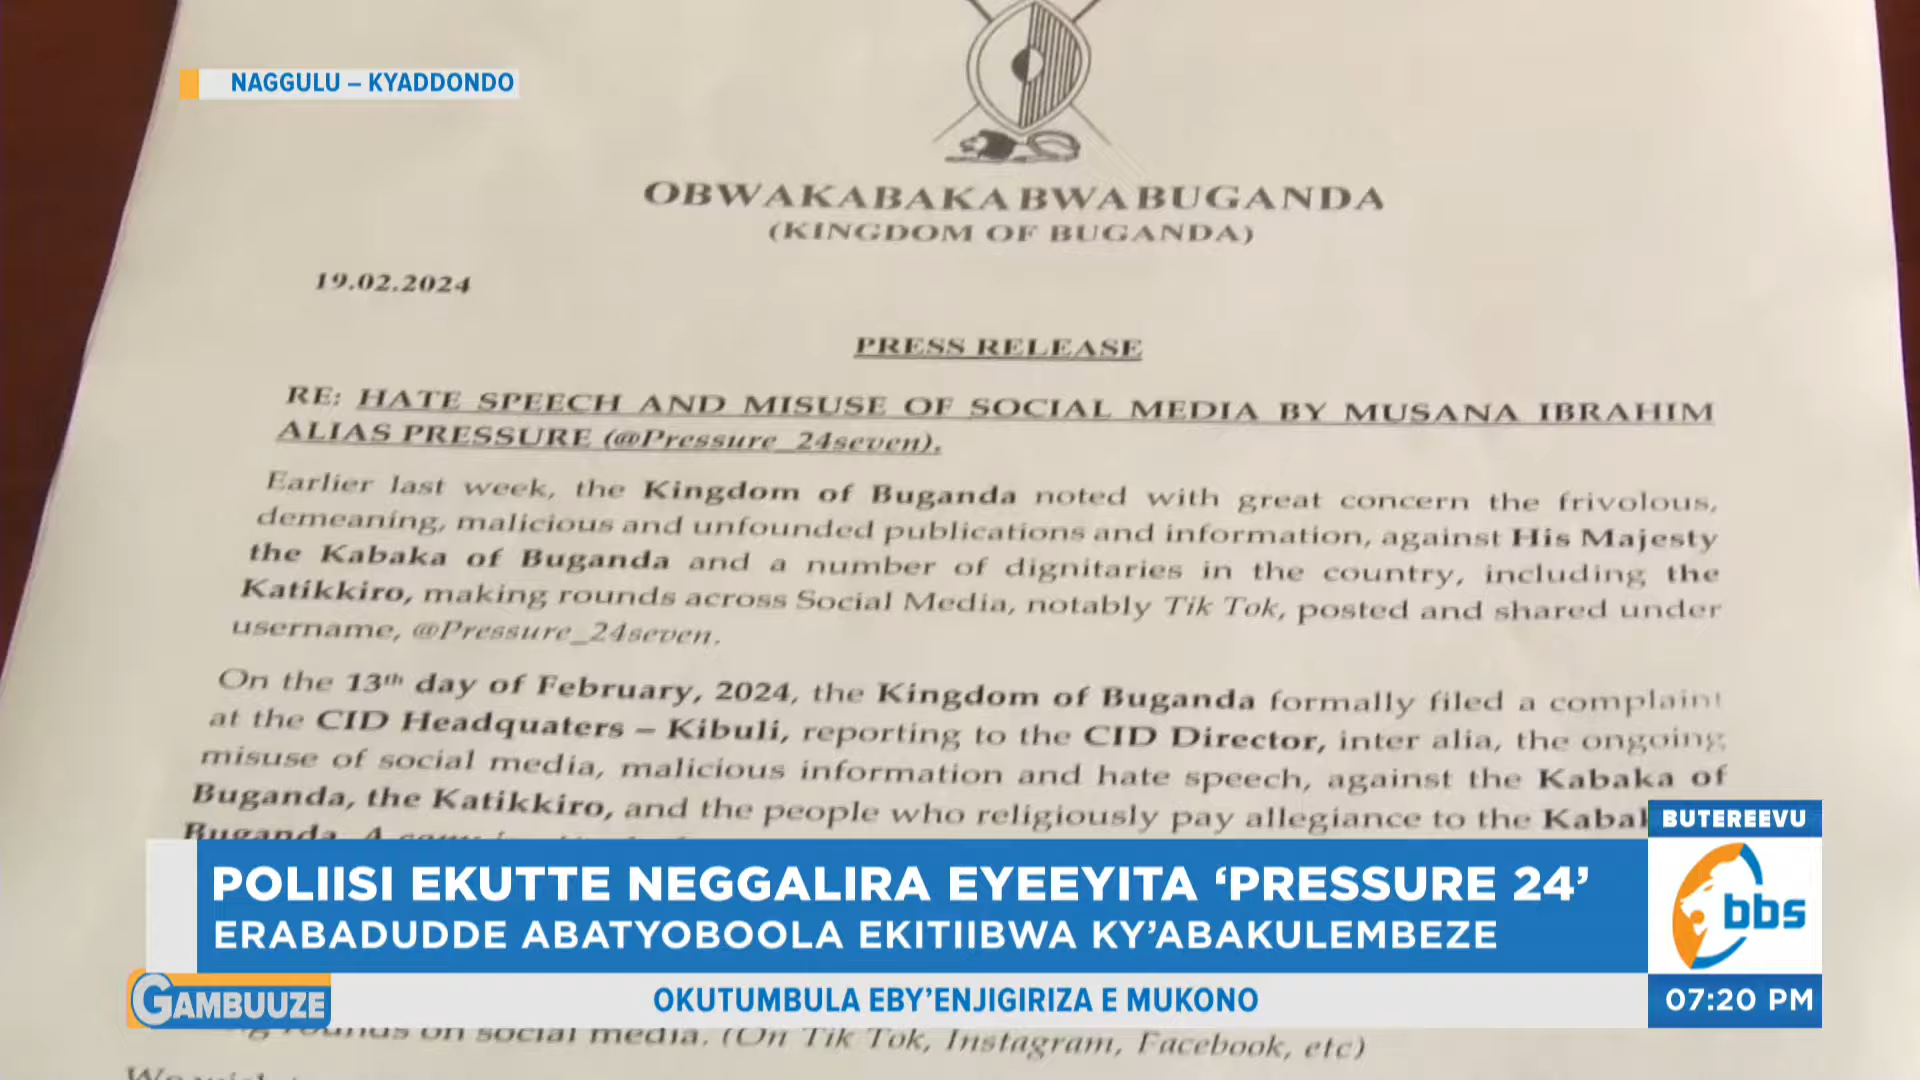 NAGGULU – KYADDONDO
OBWAKABAKA BWA BUGANDA
(KINGDOM OF BUGANDA)
19.02.2024
PRESS RELEASE
RE: HATE SPEECH AND MISUSE OF SOCIAL MEDIA BY MUSANA IBRAHIM
ALIAS PRESSURE (@Pressure_24seven).
Earlier last week, the Kingdom of Buganda noted with great concern the frivolous,
demeaning, malicious and unfounded publications and information, against His Majesty
the Kabaka of Buganda and a number of dignitaries in the country, including the
Katikkiro, making rounds across Social Media, notably Tik Tok, posted and shared under
username, @Pressure_24seven.
On the 13th day of February, 2024, the Kingdom of Buganda formally filed a complaint
at the CID Headquaters – Kibuli, reporting to the CID Director, inter alia, the ongoing
misuse of social media, malicious information and hate speech, against the Kabaka of
Buganda, the Katikkiro, and the people who religiously pay allegiance to the
Buganda. A
BUTEREEVU
POLIISI EKUTTE NEGGALIRA EYEEYITA ‘PRESSURE 24’
bbs
ERABADUDDE ABATYOBOOLA EKITIIBWA KY’ABAKULEMBEZE
GAMBUUZE
OKUTUMBULA EBY’ENJIGIRIZA E MUKONO
07:20 PM
rounds on social media. (On Tik Tok, Instagram, Facebook, etc)